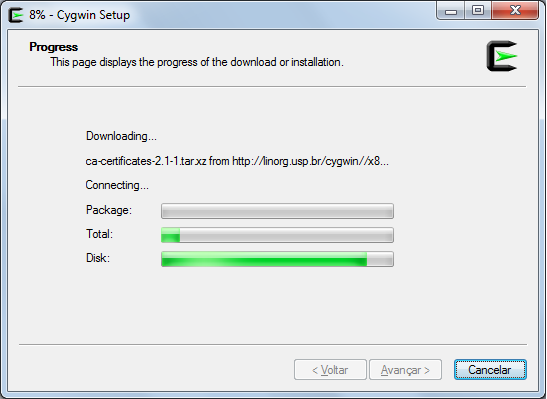 8% - Cygwin Setup
Progress
This page displays the progress of the download or installation.
Downloading...
ca-certificates-2.1-1.tar.xz from http://linorg.usp.br/cygwin//x8...
Connecting...
Package:
Total:
Disk:
< Voltar
Avançar >
Cancelar